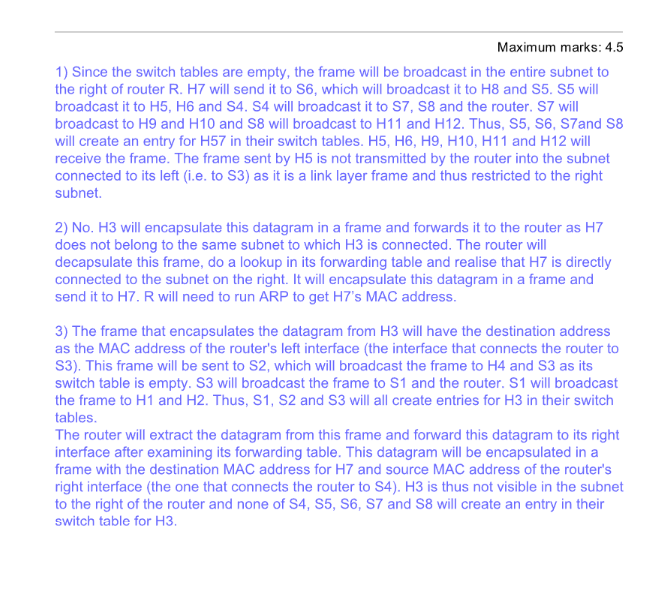 Maximum marks: 4.5
1) Since the switch tables are empty, the frame will be broadcast in the entire subnet to
the right of router R. H7 will send it to S6, which will broadcast it to H8 and S5. S5 will
broadcast it to H5, H6 and S4. S4 will broadcast it to S7, S8 and the router. S7 will
broadcast to H9 and H10 and S8 will broadcast to H11 and H12. Thus, S5, S6, S7and S8
will create an entry for H57 in their switch tables. H5, H6, H9, H10, H11 and H12 will
receive the frame. The frame sent by H5 is not transmitted by the router into the subnet
connected to its left (i.e. to S3) as it is a link layer frame and thus restricted to the right
subnet.
2) No. H3 will encapsulate this datagram in a frame and forwards it to the router as H7
does not belong to the same subnet to which H3 is connected. The router will
decapsulate this frame, do a lookup in its forwarding table and realise that H7 is directly
connected to the subnet on the right. It will encapsulate this datagram in a frame and
send it to H7. R will need to run ARP to get H7's MAC address.
3) The frame that encapsulates the datagram from H3 will have the destination address
as the MAC address of the router's left interface (the interface that connects the router to
S3). This frame will be sent to S2, which will broadcast the frame to H4 and S3 as its
switch table is empty. S3 will broadcast the frame to S1 and the router. S1 will broadcast
the frame to H1 and H2. Thus, S1, S2 and S3 will all create entries for H3 in their switch
tables.
The router will extract the datagram from this frame and forward this datagram to its right
interface after examining its forwarding table. This datagram will be encapsulated in a
frame with the destination MAC address for H7 and source MAC address of the router's
right interface (the one that connects the router to S4). H3 is thus not visible in the subnet
to the right of the router and none of S4, S5, S6, S7 and S8 will create an entry in their
switch table for H3.